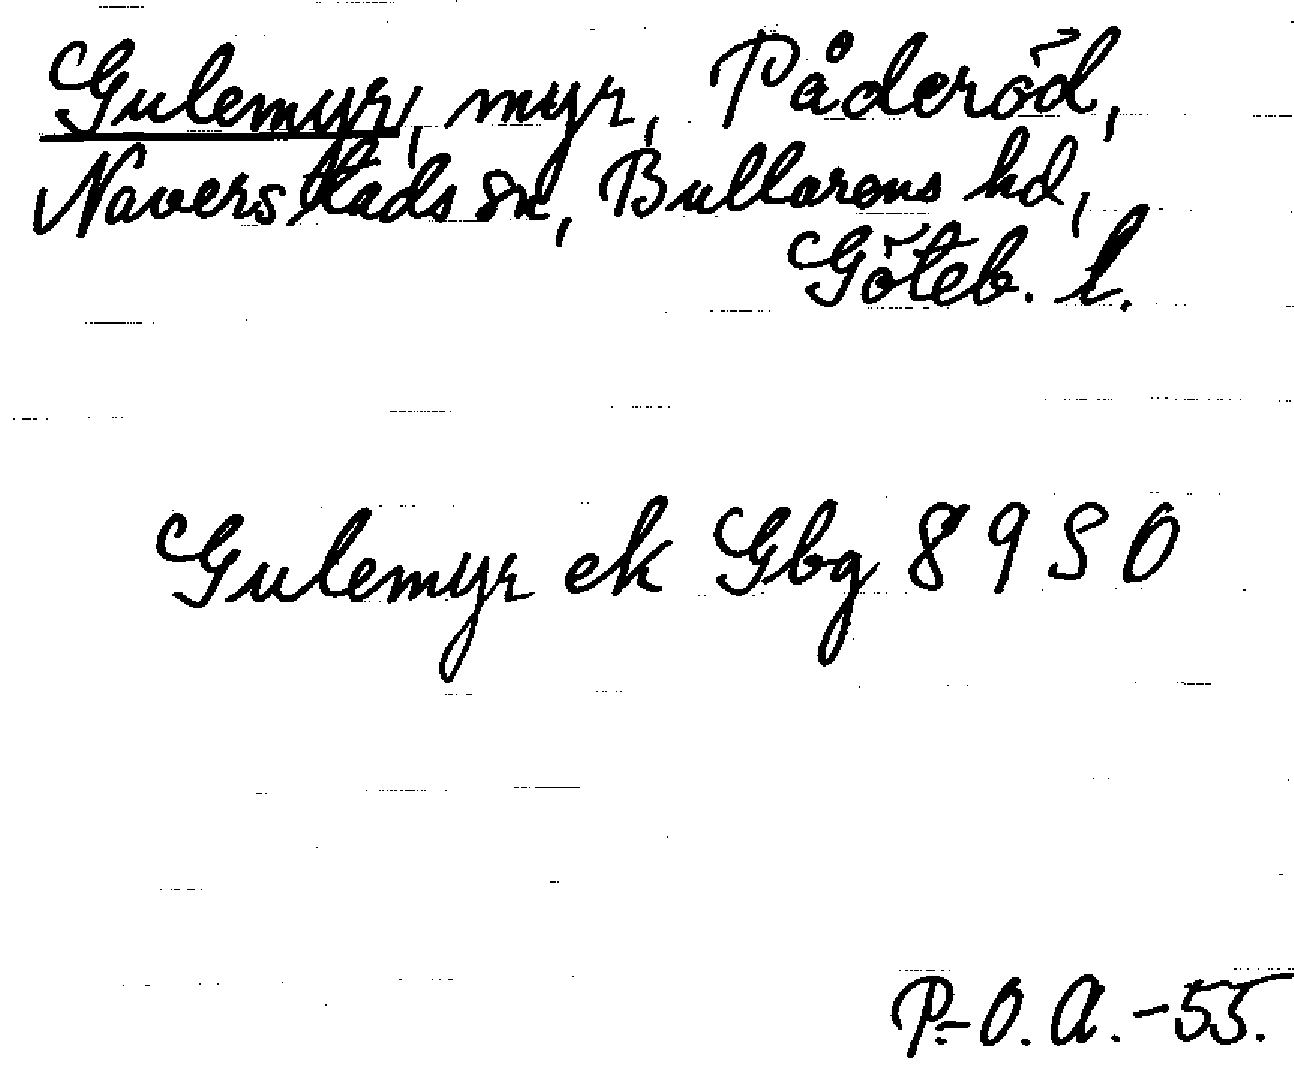 Gulemyr, myr, Påderöd,
Naverstads sn, Bullarens hd,
Göteb. l.
Gulemyr ek Gbg 8950
P.-O. A. -55.